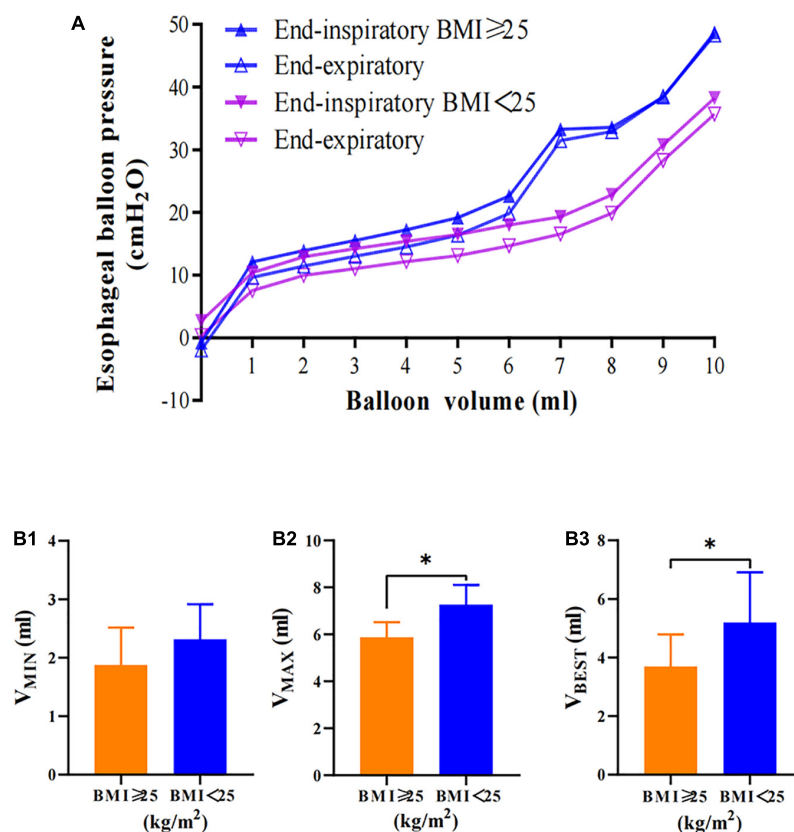 A
Esophageal balloon pressure
(cmH₂O)
50
40
30
20
10
0
-10
End-inspiratory BMI⩾25
End-expiratory
End-inspiratory BMI<25
End-expiratory
1 2 3 4 5 6 7 8 9 10
Balloon volume (ml)
B1
V_MIN (ml)
4
3
2
1
0
BMI⩾25 BMI<25
(kg/m²)
B2
V_MAX (ml)
10
8
6
4
2
0
*
BMI⩾25 BMI<25
(kg/m²)
B3
V_BEST (ml)
8
6
4
2
0
*
BMI⩾25 BMI<25
(kg/m²)